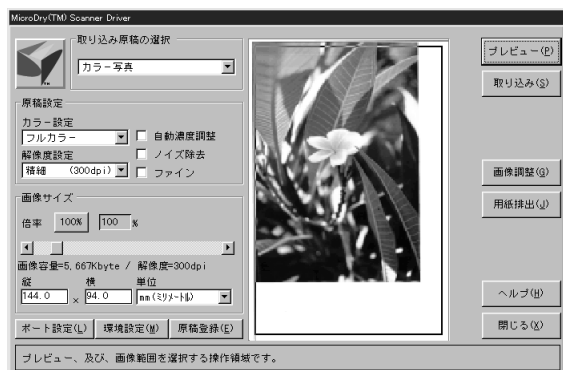 MicroDry(TM) Scanner Driver
取り込み原稿の選択
カラー写真
原稿設定
カラー設定
フルカラー
自動濃度調整
解像度設定
ノイズ除去
精細 (300dpi)
ファイン
画像サイズ
倍率 100% 100 %
画像容量=5,667Kbyte / 解像度=300dpi
縦 横 単位
144.0 × 94.0 mm(ミリメートル)
ポート設定(L) 環境設定(M) 原稿登録(E)
プレビュー(P)
取り込み(S)
画像調整(G)
用紙排出(J)
ヘルプ(H)
閉じる(X)
プレビュー、及び、画像範囲を選択する操作領域です。